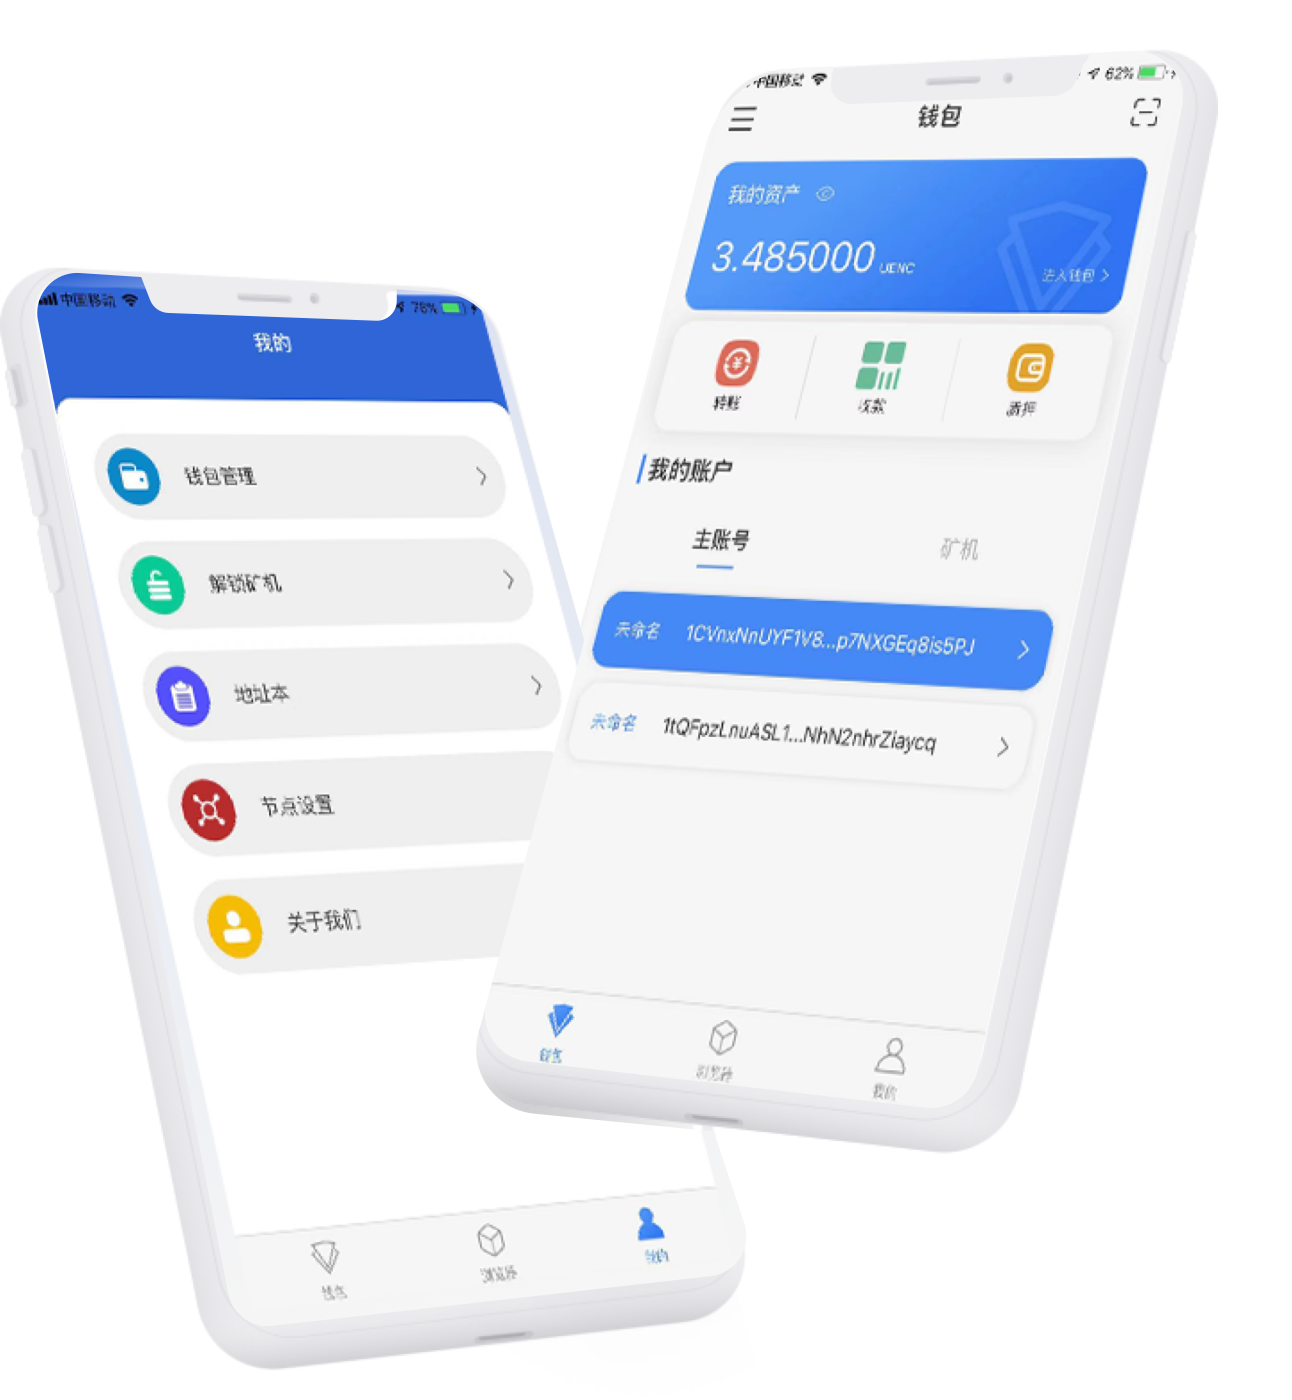 中国移动
78%
我的
钱包管理
解锁矿机
地址本
节点设置
关于我们
钱包
浏览器
我的
中国移动
62%
钱包
我的资产
3.485000 UENC
进入钱包
转账
收款
质押
我的账户
主账号
矿机
未命名 1CVnxNnUYF1V8...p7NXGEq8is5PJ
未命名 1tQFpzLnuASL1...NhN2nhrZiaycq
钱包
浏览器
我的